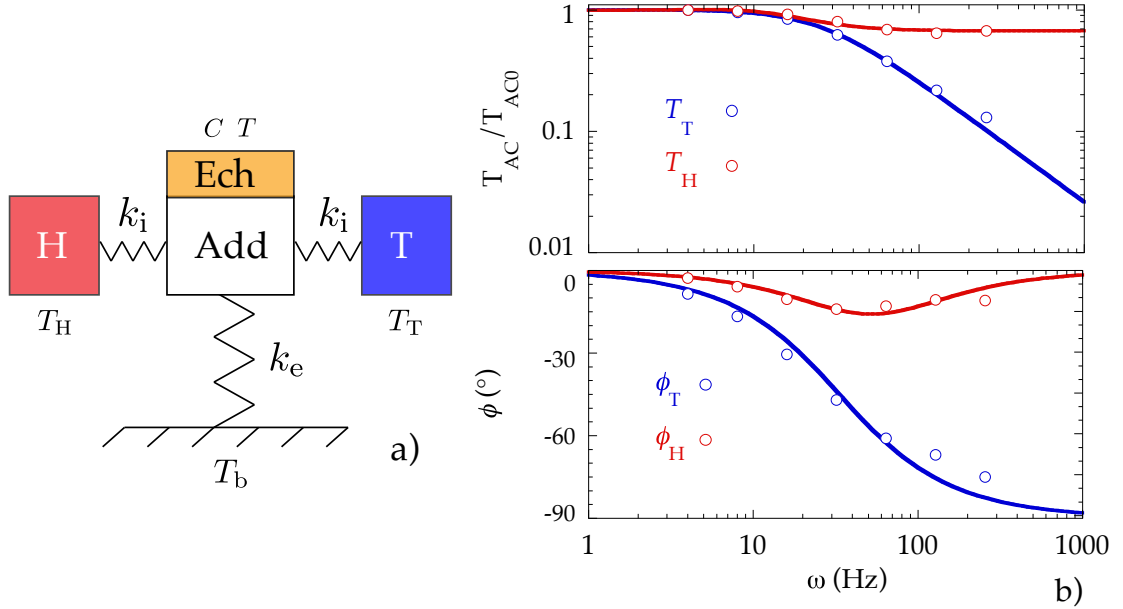 C T
Ech
H
k_i
Add
k_i
T
T_H
T_T
k_e
T_b
a)
T_AC/T_AC0
1
0.1
0.01
T_T
T_H
ϕ (°)
0
-30
-60
-90
ϕ_T
ϕ_H
1
10
100
1000
ω (Hz)
b)